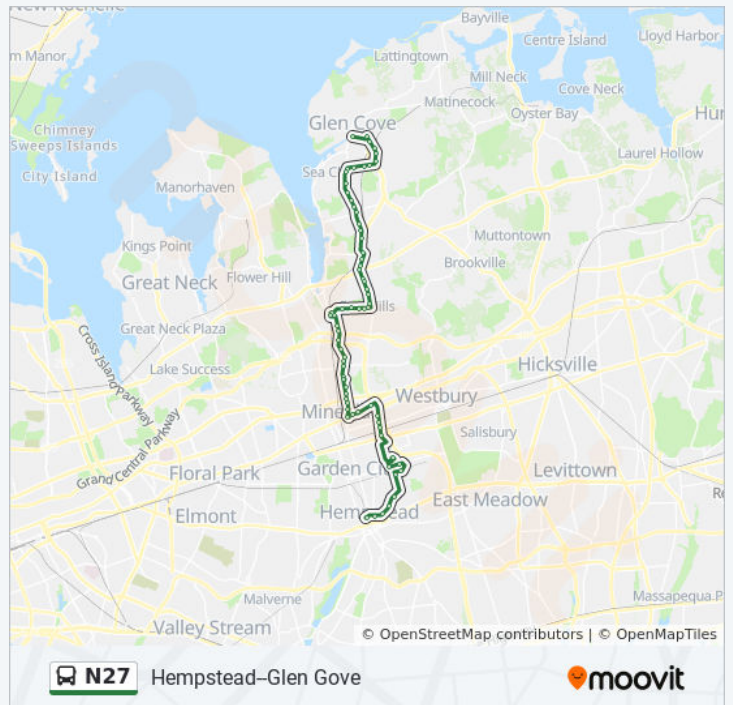 New Rochelle
Bayville
Lloyd Harbor
Centre Island
Lattingtown
m Manor
Mill Neck
Cove Neck
Matinecock
Oyster Bay
Hun
Glen Cove
Chimney
Sweeps Islands
Laurel Hollow
City Island
Sea C
Manorhaven
Muttontown
Kings Point
Brookville
Flower Hill
Great Neck
ills
Great Neck Plaza
Cross Island Parkway
Lake Success
Hicksville
Westbury
Mine
Salisbury
Grand Central Parkway
Floral Park
Garden C
Levittown
East Meadow
Elmont
Hempstead
Massapequa P
Malverne
Valley Stream
© OpenStreetMap contributors | © OpenMapTiles
N27 Hempstead--Glen Gove
moovit